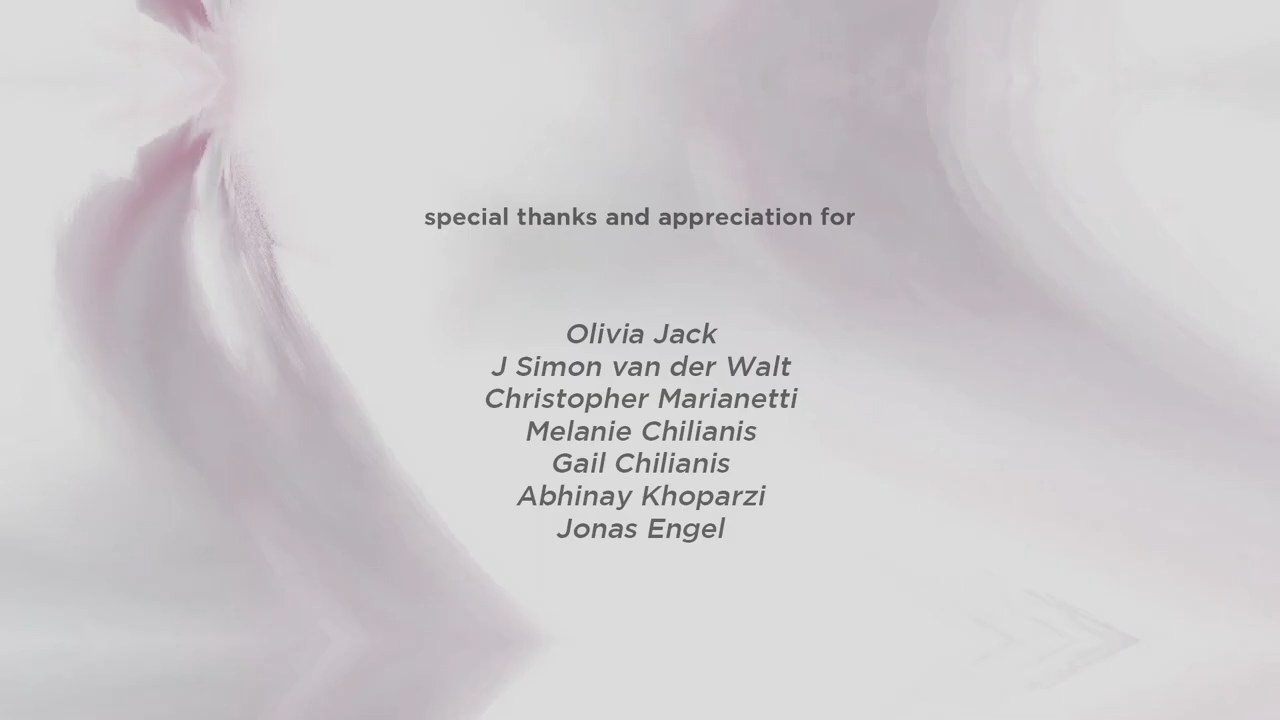 special thanks and appreciation for
Olivia Jack
J Simon van der Walt
Christopher Marianetti
Melanie Chilianis
Gail Chilianis
Abhinay Khoparzi
Jonas Engel